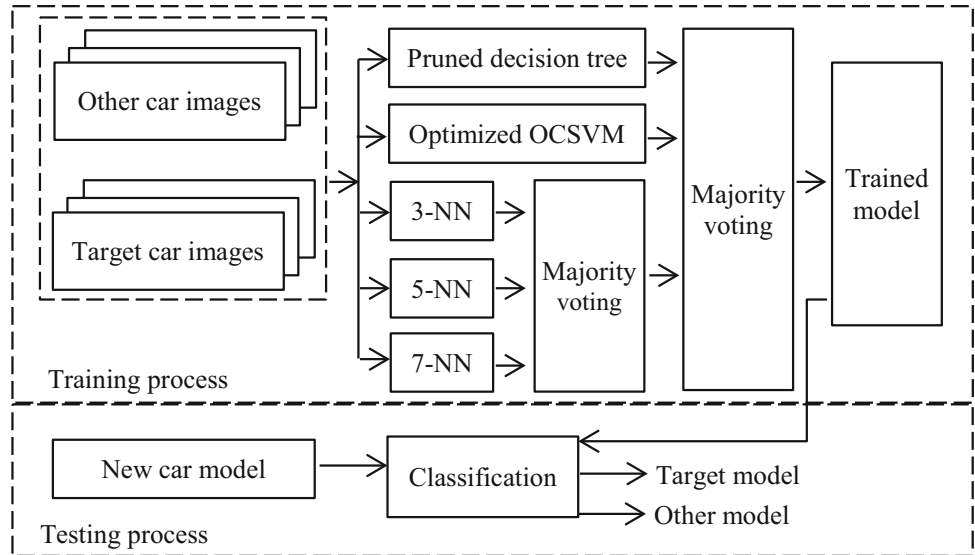 Other car images
Target car images
Pruned decision tree
Optimized OCSVM
3-NN
5-NN
7-NN
Majority
voting
Majority
voting
Trained
model
Training process
New car model
Classification
Target model
Other model
Testing process